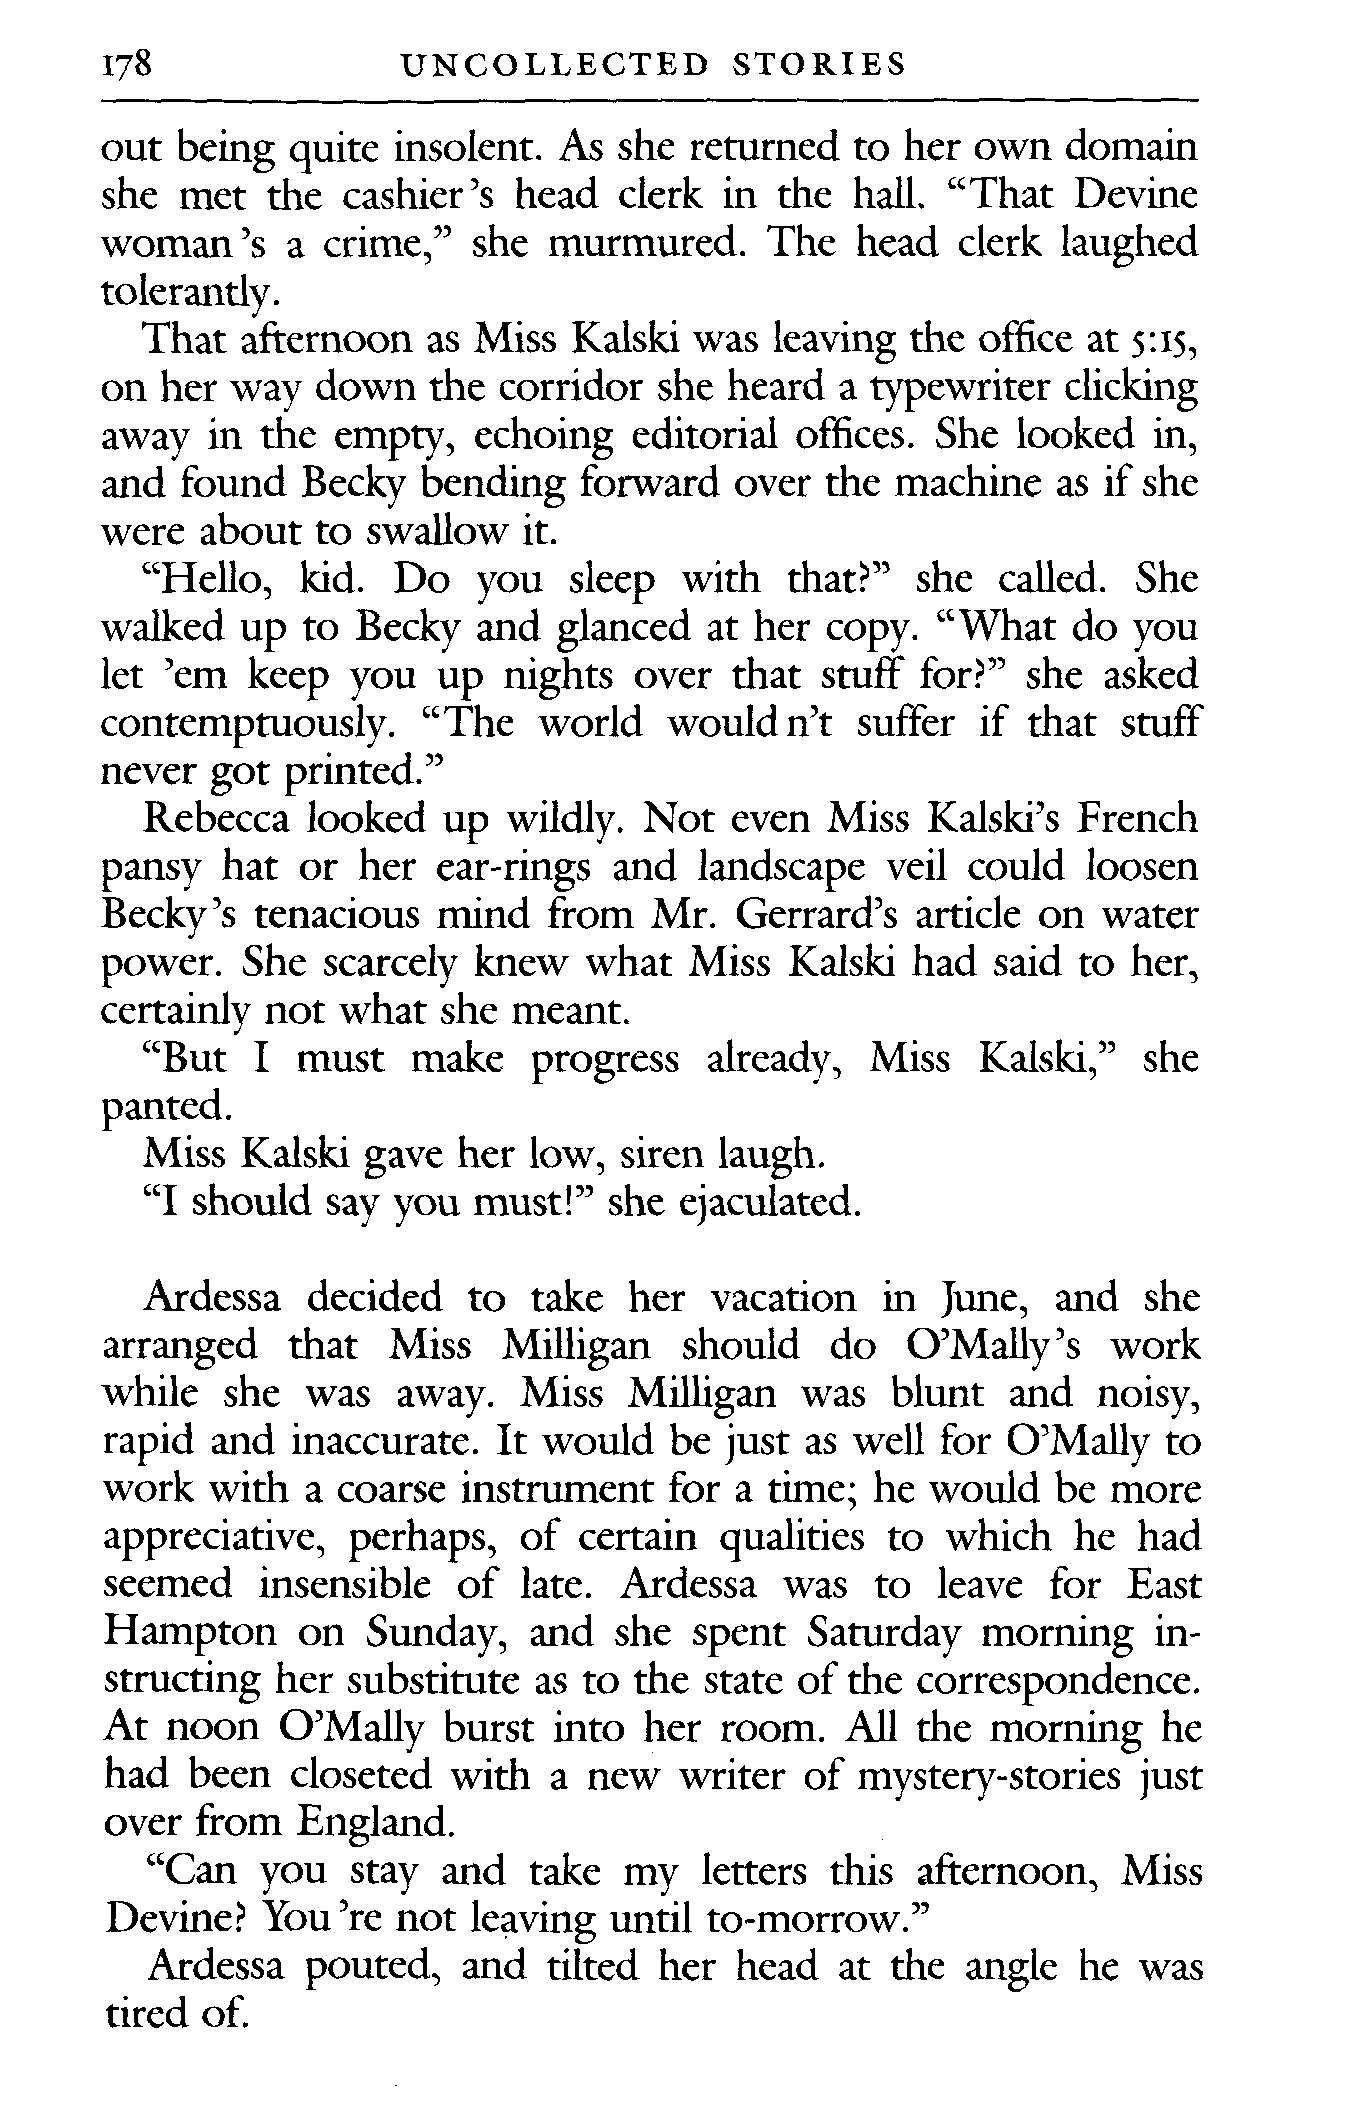 178 UNCOLLECTED STORIES
out being quite insolent. As she returned to her own domain
she met the cashier's head clerk in the hall. “That Devine
woman's a crime,” she murmured. The head clerk laughed
tolerantly.
That afternoon as Miss Kalski was leaving the office at 5:15,
on her way down the corridor she heard a typewriter clicking
away in the empty, echoing editorial offices. She looked in,
and found Becky bending forward over the machine as if she
were about to swallow it.
“Hello, kid. Do you sleep with that?” she called. She
walked up to Becky and glanced at her copy. “What do you
let ’em keep you up nights over that stuff for?” she asked
contemptuously. “The world would n’t suffer if that stuff
never got printed.”
Rebecca looked up wildly. Not even Miss Kalski’s French
pansy hat or her ear-rings and landscape veil could loosen
Becky’s tenacious mind from Mr. Gerrard’s article on water
power. She scarcely knew what Miss Kalski had said to her,
certainly not what she meant.
“But I must make progress already, Miss Kalski,” she
panted.
Miss Kalski gave her low, siren laugh.
“I should say you must!” she ejaculated.
Ardessa decided to take her vacation in June, and she
arranged that Miss Milligan should do O’Mally’s work
while she was away. Miss Milligan was blunt and noisy,
rapid and inaccurate. It would be just as well for O’Mally to
work with a coarse instrument for a time; he would be more
appreciative, perhaps, of certain qualities to which he had
seemed insensible of late. Ardessa was to leave for East
Hampton on Sunday, and she spent Saturday morning in-
structing her substitute as to the state of the correspondence.
At noon O’Mally burst into her room. All the morning he
had been closeted with a new writer of mystery-stories just
over from England.
“Can you stay and take my letters this afternoon, Miss
Devine? You ’re not leaving until to-morrow.”
Ardessa pouted, and tilted her head at the angle he was
tired of.